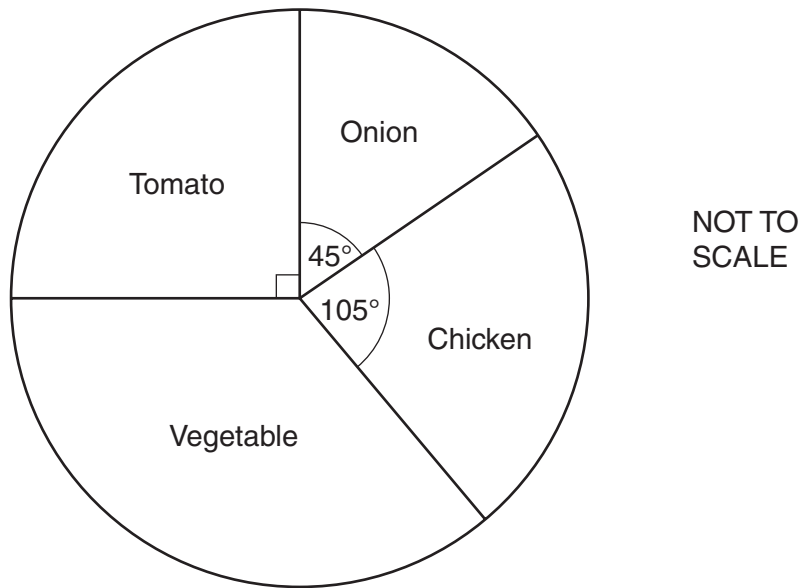 Onion
Tomato
NOT TO
SCALE
45°
105°
Chicken
Vegetable